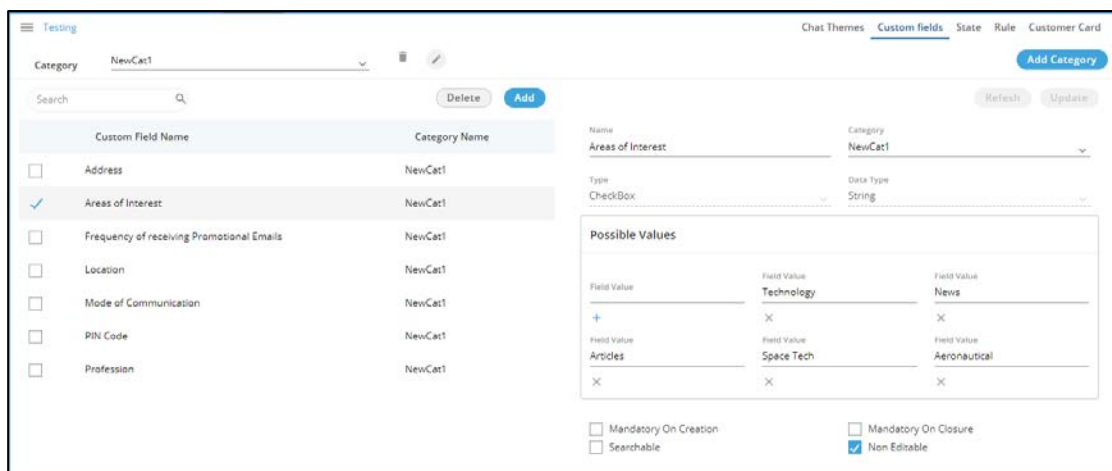 Testing
Chat Themes Custom fields State Rule Customer Card
Category NewCat1
Add Category
Search Delete Add
Refesh Update
Custom Field Name Category Name
Address NewCat1
Areas of Interest NewCat1
Frequency of receiving Promotional Emails NewCat1
Location NewCat1
Mode of Communication NewCat1
PIN Code NewCat1
Profession NewCat1
Name Category
Areas of Interest NewCat1
Type Data Type
CheckBox String
Possible Values
Field Value Field Value Field Value
Technology News
Field Value Field Value Field Value
Articles Space Tech Aeronautical
Mandatory On Creation Mandatory On Closure
Searchable Non Editable